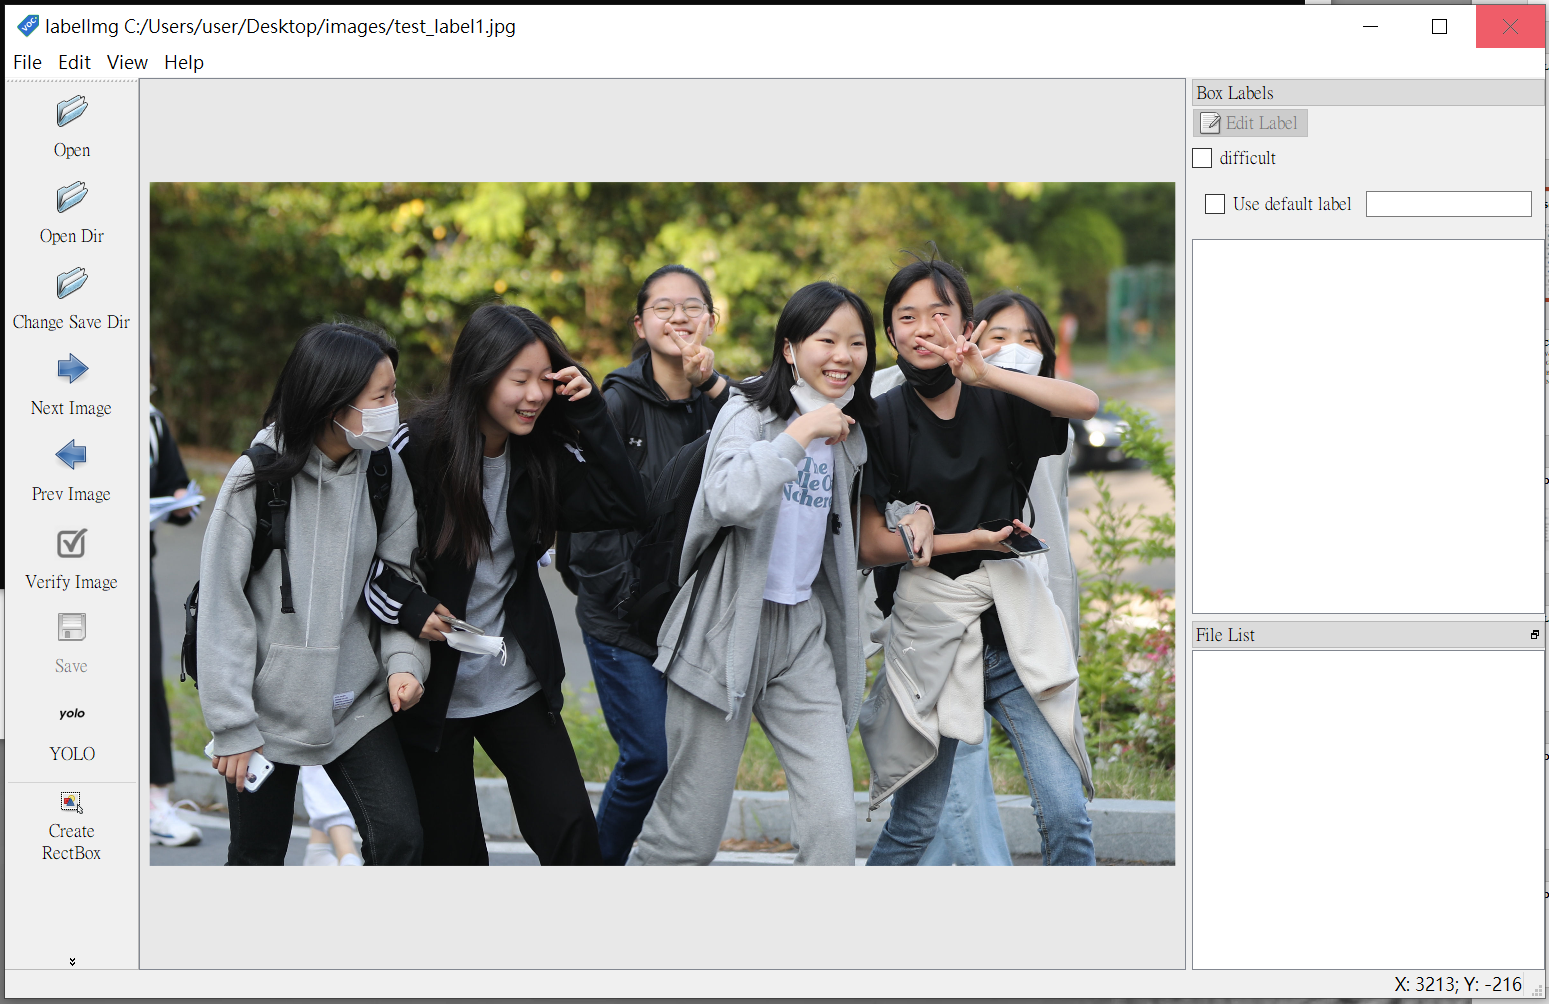 labelImg C:/Users/user/Desktop/images/test_label1.jpg
File Edit View Help
Open
Open Dir
Change Save Dir
Next Image
Prev Image
Verify Image
Save
yolo
YOLO
Create
RectBox
The
Box Labels
Edit Label
difficult
Use default label
File List
X: 3213; Y: -216